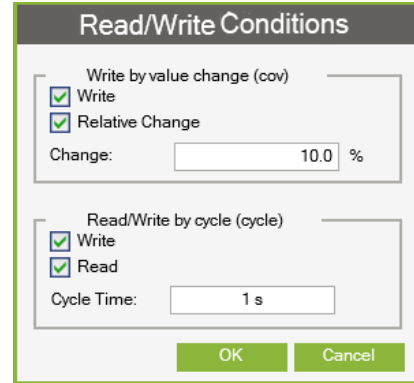 Read/Write Conditions
Write by value change (cov)
Write
Relative Change
Change: 10.0 %
Read/Write by cycle (cycle)
Write
Read
Cycle Time: 1 s
OK Cancel